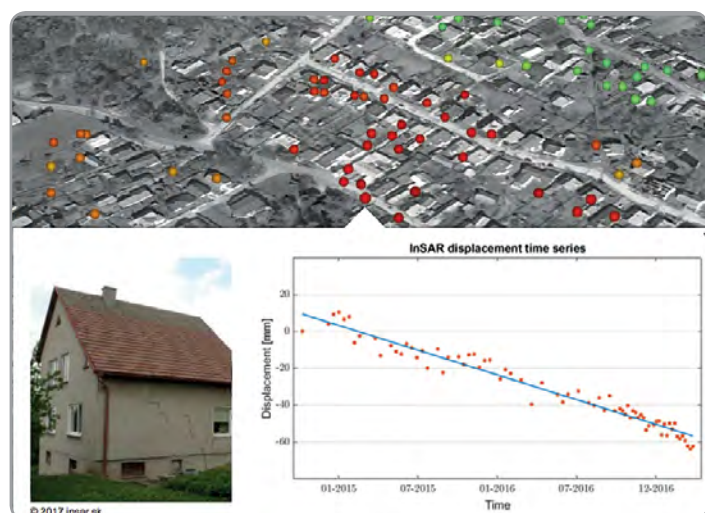 InSAR displacement time series
Displacement [mm]
20
0
-20
-40
-60
01-2015
07-2015
01-2016
07-2016
12-2016
Time
© 2017 insar.sk